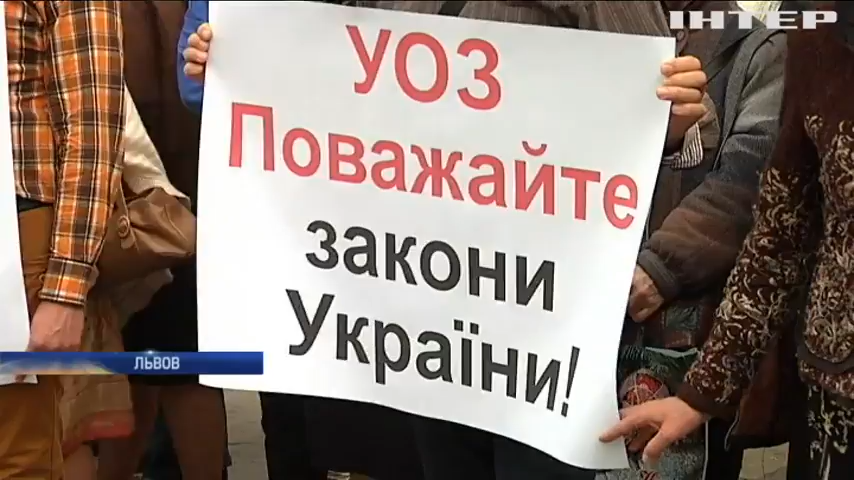 ІНТЕР
УОЗ
Поважайте
закони
України!
ЛЬВОВ